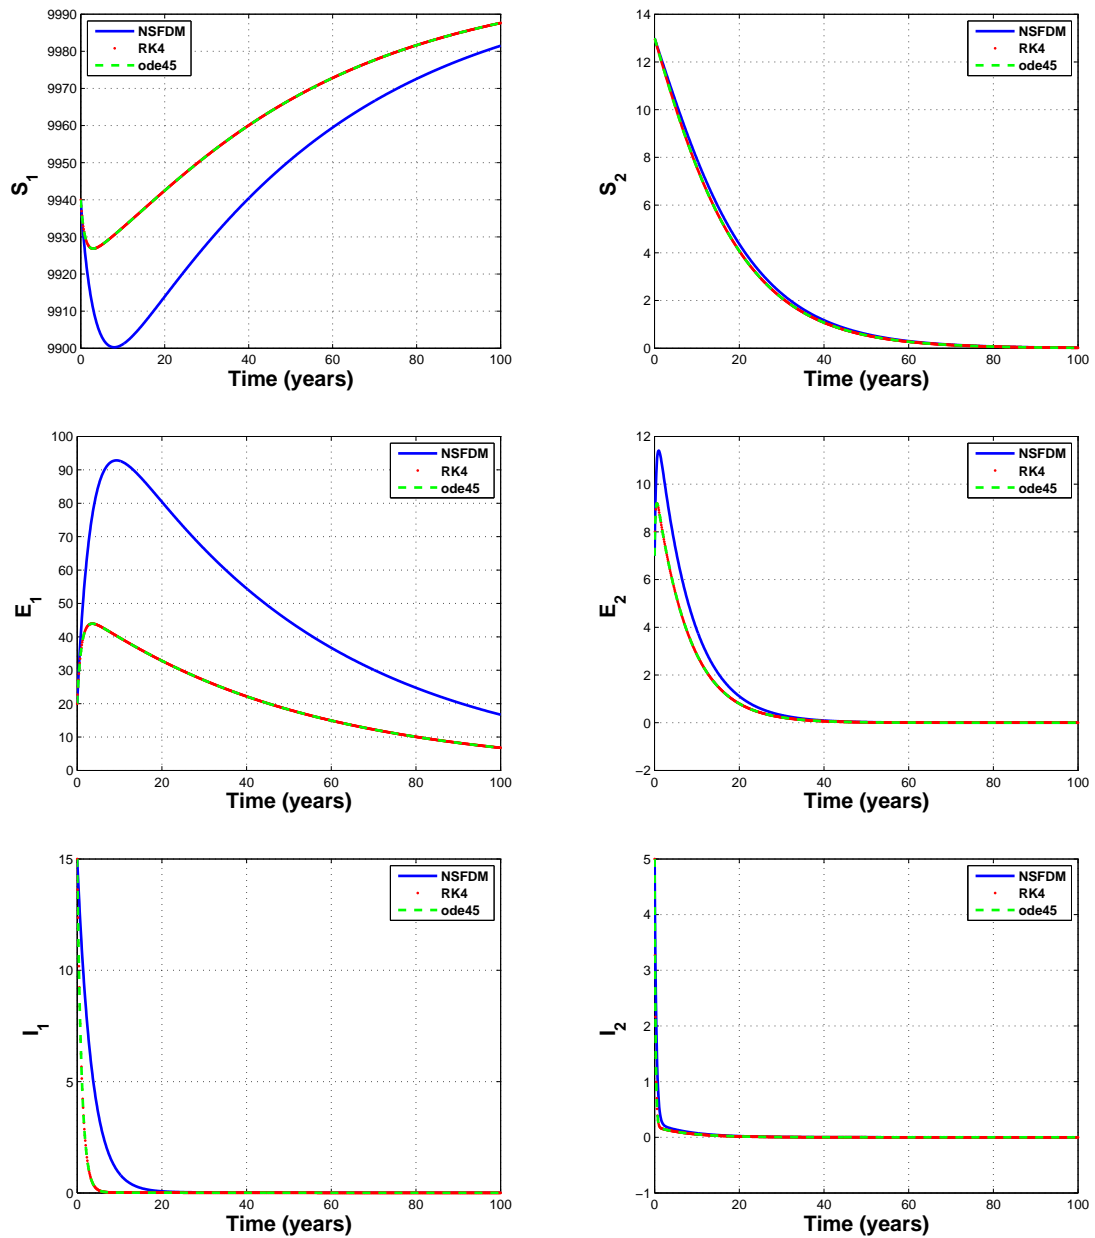 9990
9980
9970
9960
9950
9940
9930
9920
9910
9900
0 20 40 60 80 100
S1
Time (years)
NSFDM
RK4
ode45
14
12
10
8
6
4
2
0
0 20 40 60 80 100
S2
Time (years)
NSFDM
RK4
ode45
100
90
80
70
60
50
40
30
20
10
0
0 20 40 60 80 100
E1
Time (years)
NSFDM
RK4
ode45
12
10
8
6
4
2
0
−2
0 20 40 60 80 100
E2
Time (years)
NSFDM
RK4
ode45
15
10
5
0
0 20 40 60 80 100
I1
Time (years)
NSFDM
RK4
ode45
5
4
3
2
1
0
−1
0 20 40 60 80 100
I2
Time (years)
NSFDM
RK4
ode45